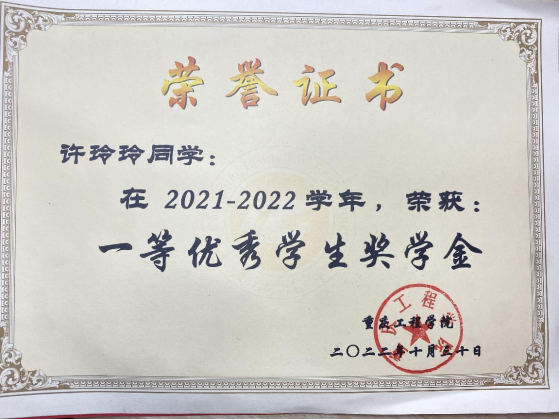 荣誉证书
许玲玲同学：
在 2021-2022 学年，荣获：
一等优秀学生奖学金
重庆工程学院
二〇二二年十月三十日